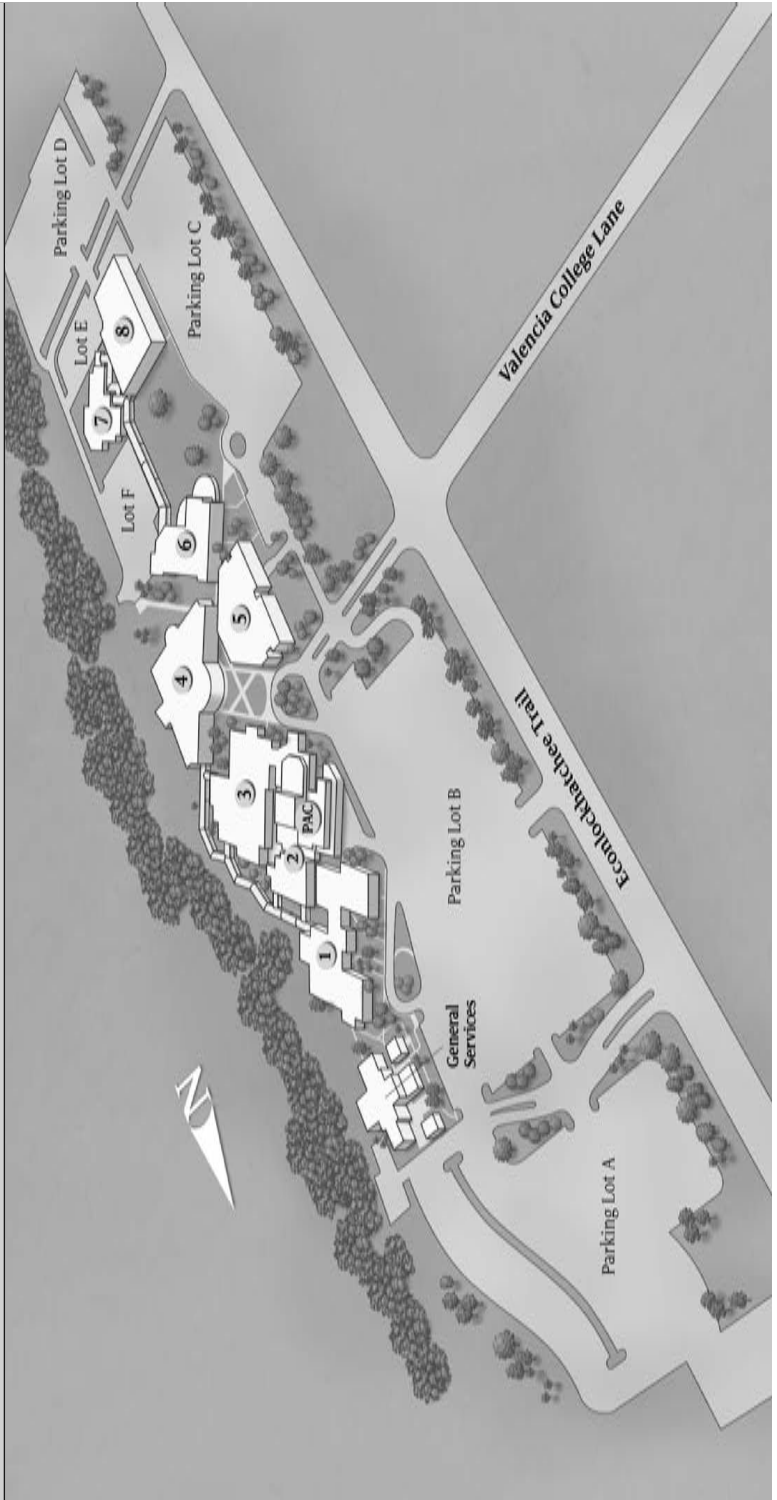 Parking Lot D
Parking Lot C
Lot E
8
7
Lot F
6
5
4
3
PAC
2
1
General
Services
Parking Lot B
Parking Lot A
Valencia College Lane
Econlockhatchee Trail
N